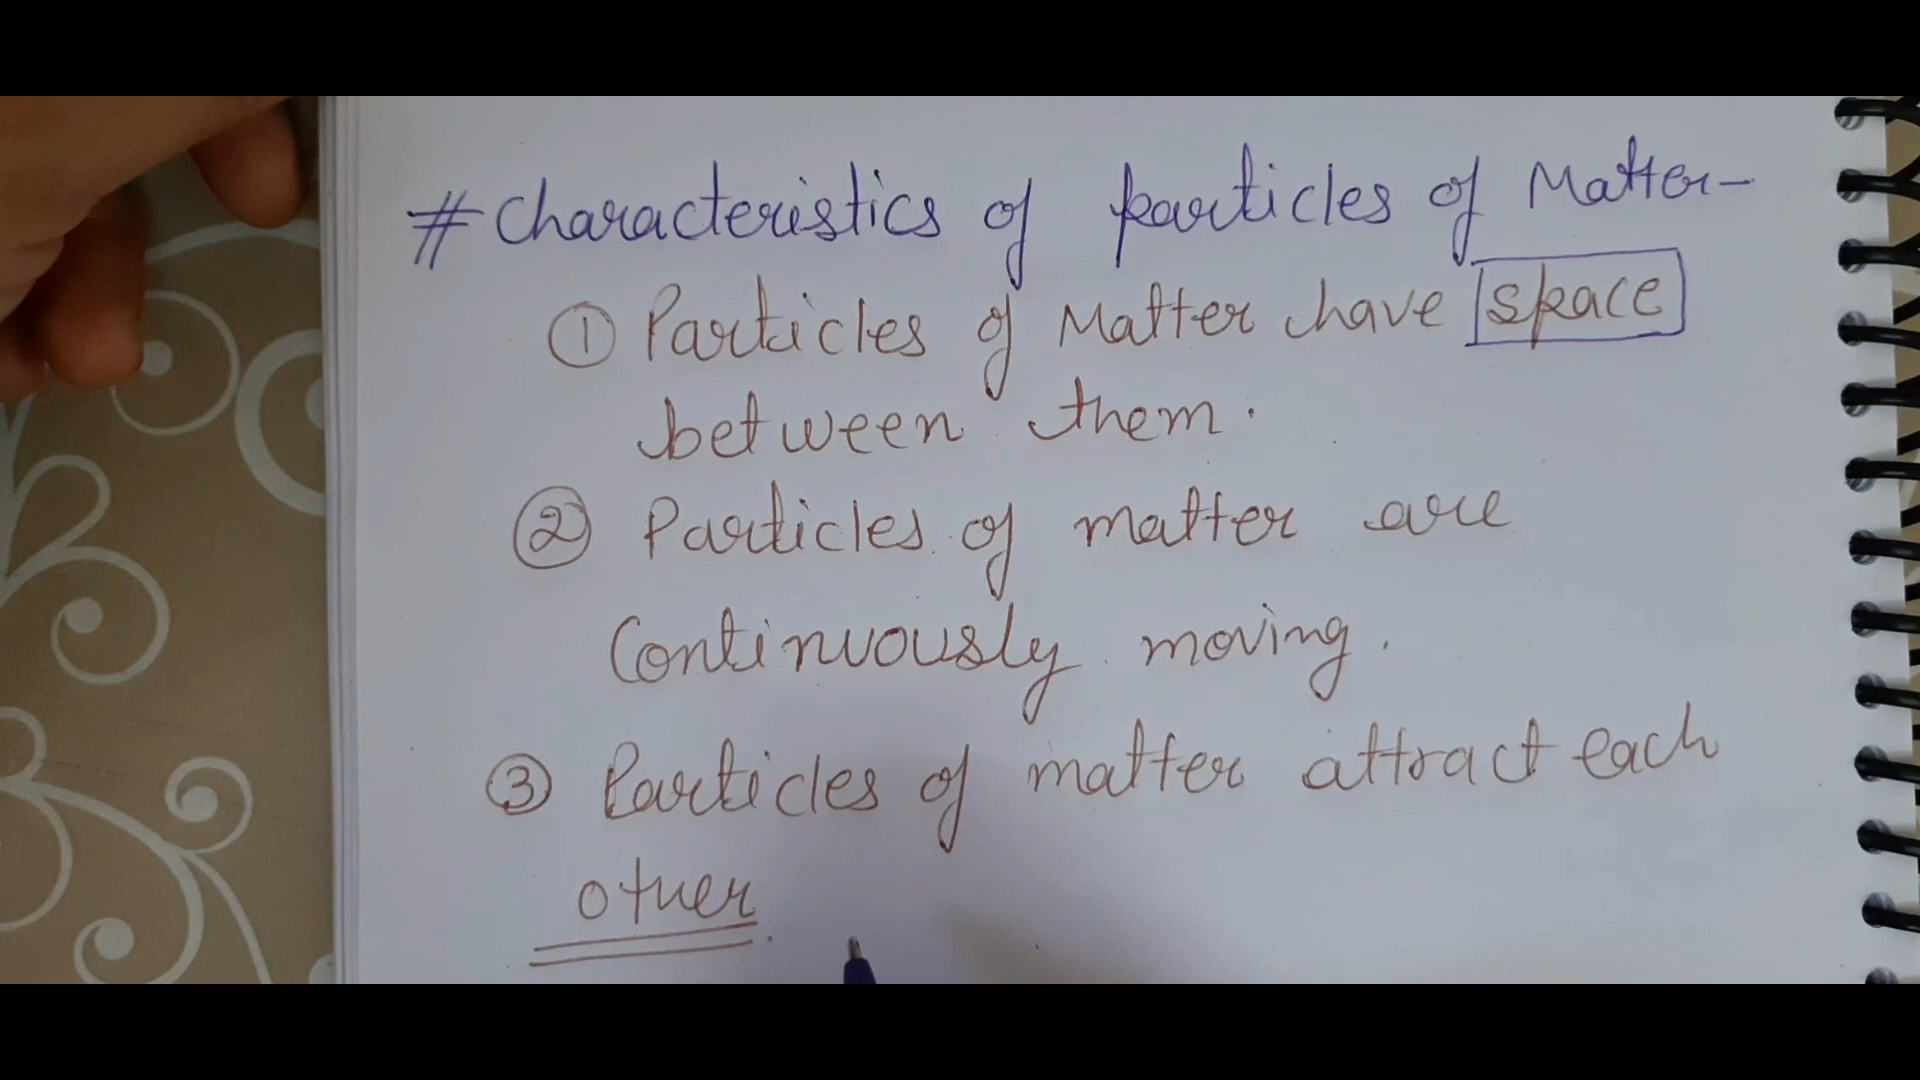 # Characteristics of particles of Matter-
① Particles of Matter have space
between them.
② Particles of matter are
Continuously moving.
③ Particles of matter attract each
other.